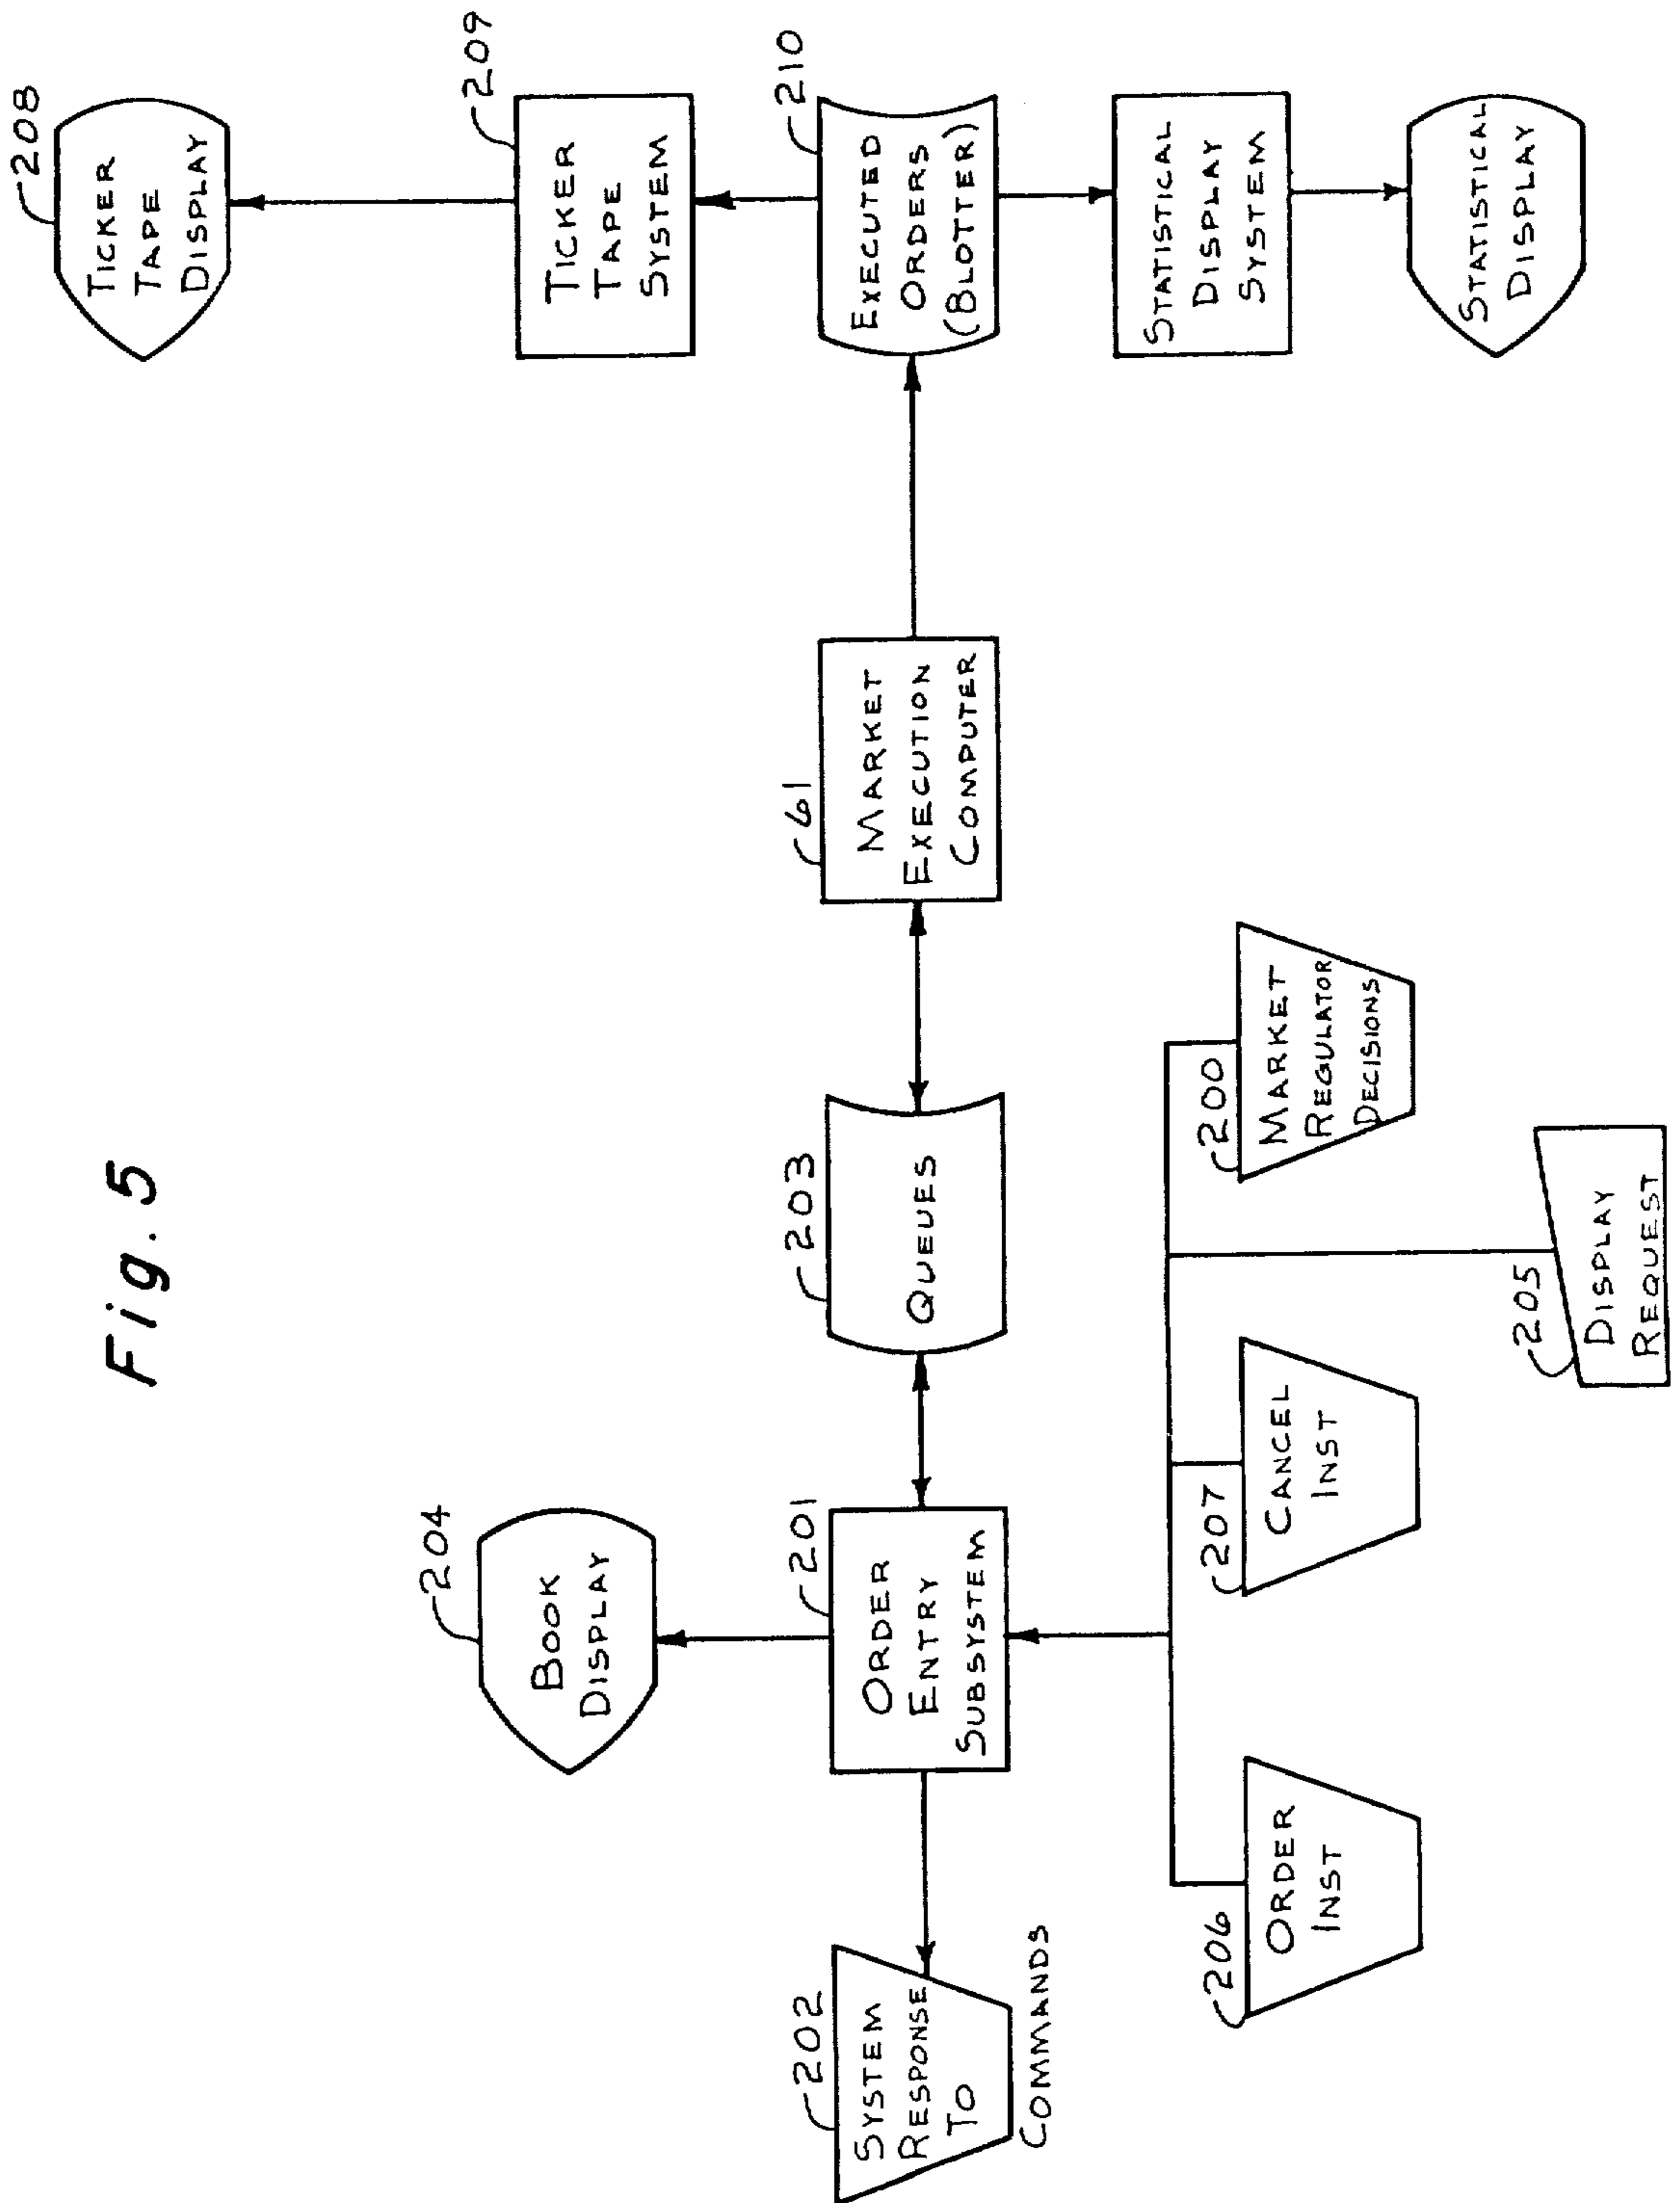 Fig. 5
208
TICKER
TAPE
DISPLAY
204
BOOK
DISPLAY
209
TICKER
TAPE
SYSTEM
202
SYSTEM
RESPONSE
TO
COMMANDS
201
ORDER
ENTRY
SUBSYSTEM
203
QUEUES
61
MARKET
EXECUTION
COMPUTER
210
EXECUTED
ORDERS
(BLOTTER)
206
ORDER
INST
207
CANCEL
INST
200
MARKET
REGULATOR
DECISIONS
STATISTICAL
DISPLAY
SYSTEM
205
DISPLAY
REQUEST
STATISTICAL
DISPLAY